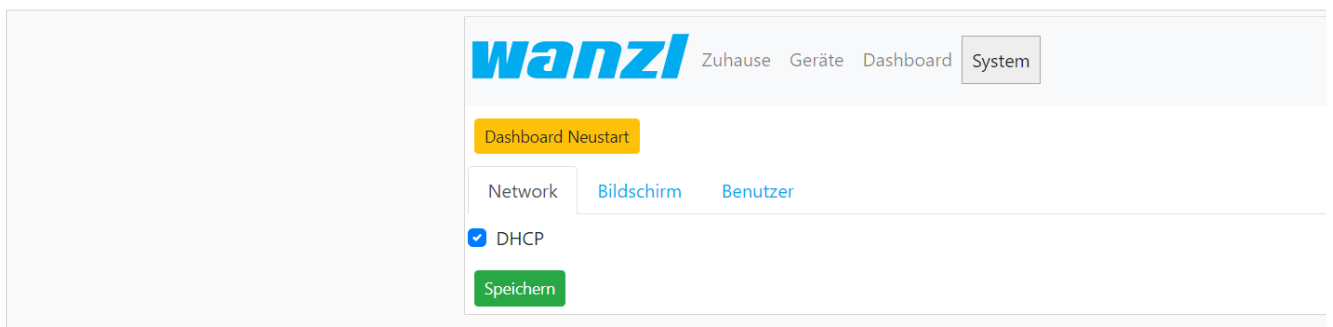 wanzl Zuhause Geräte Dashboard System
Dashboard Neustart
Network Bildschirm Benutzer
DHCP
Speichern